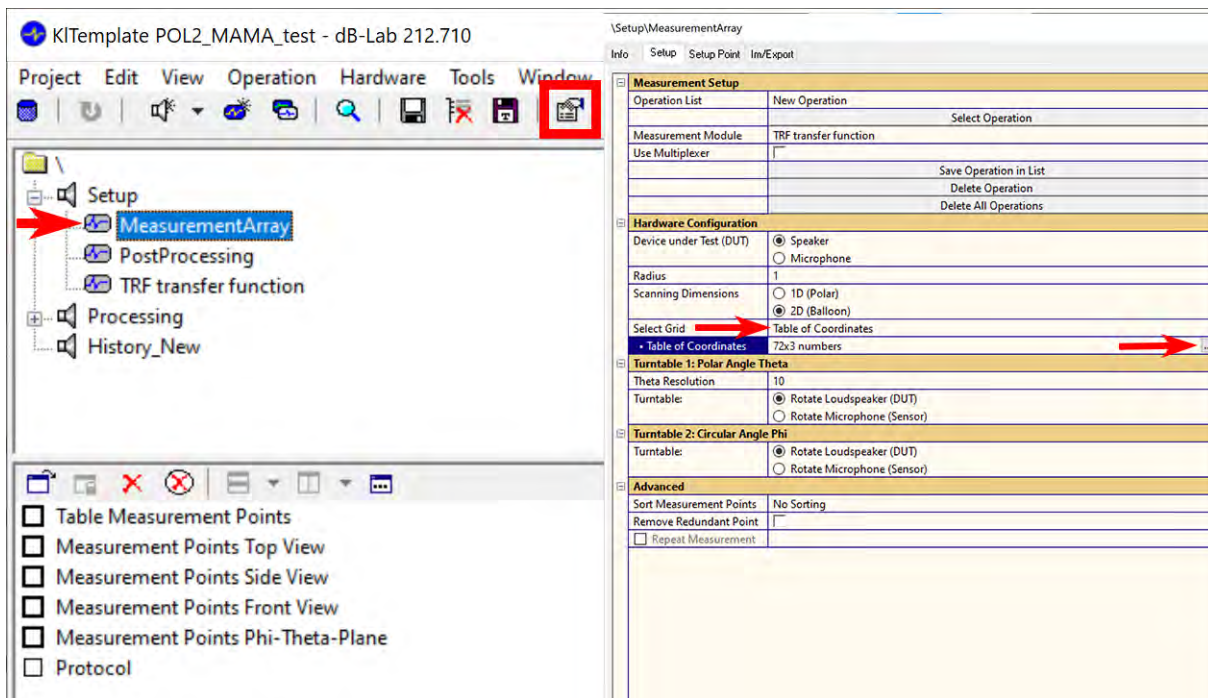 KlTemplate POL2_MAMA_test - dB-Lab 212.710
Project Edit View Operation Hardware Tools Window
\
Setup
MeasurementArray
PostProcessing
TRF transfer function
Processing
History_New
Table Measurement Points
Measurement Points Top View
Measurement Points Side View
Measurement Points Front View
Measurement Points Phi-Theta-Plane
Protocol
\Setup\MeasurementArray
Info Setup Setup Point Im/Export
Measurement Setup
Operation List New Operation
Select Operation
Measurement Module TRF transfer function
Use Multiplexer
Save Operation in List
Delete Operation
Delete All Operations
Hardware Configuration
Device under Test (DUT) Speaker
Microphone
Radius 1
Scanning Dimensions 1D (Polar)
2D (Balloon)
Select Grid Table of Coordinates
• Table of Coordinates 72x3 numbers
Turntable 1: Polar Angle Theta
Theta Resolution 10
Turntable: Rotate Loudspeaker (DUT)
Rotate Microphone (Sensor)
Turntable 2: Circular Angle Phi
Turntable: Rotate Loudspeaker (DUT)
Rotate Microphone (Sensor)
Advanced
Sort Measurement Points No Sorting
Remove Redundant Point
Repeat Measurement